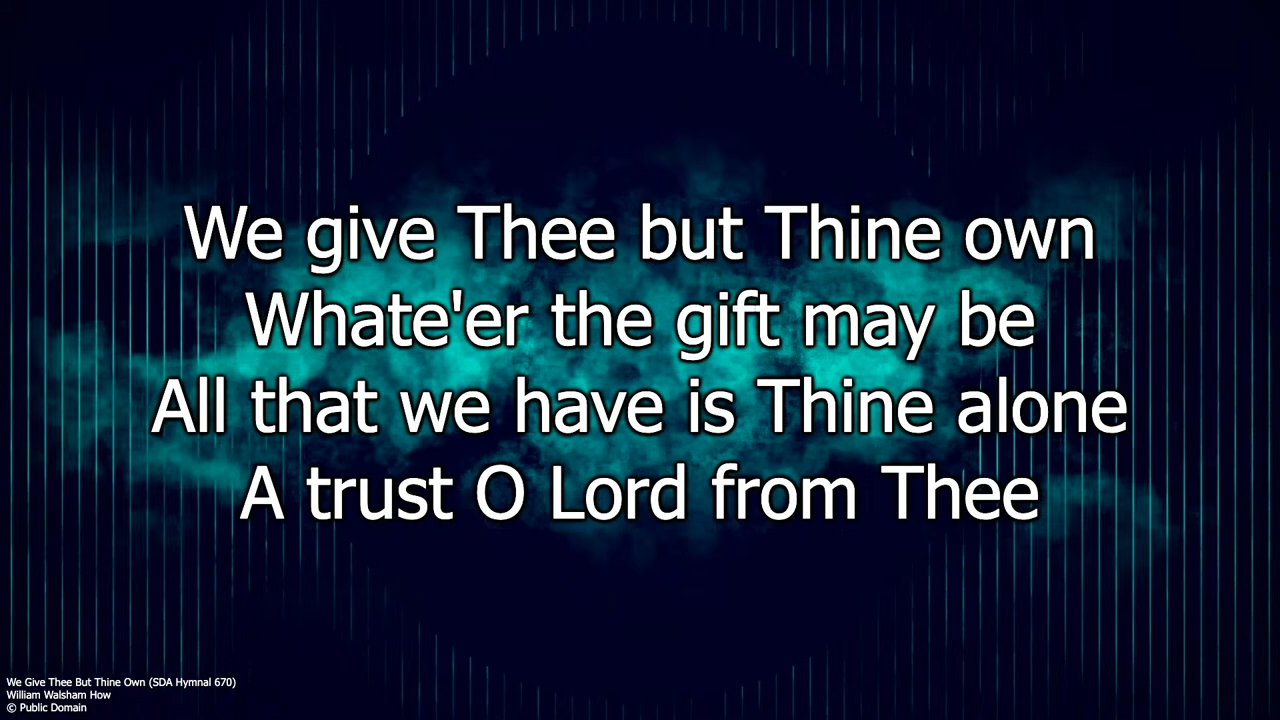 We give Thee but Thine own
Whate'er the gift may be
All that we have is Thine alone
A trust O Lord from Thee
We Give Thee But Thine Own (SDA Hymnal 670)
William Walsham How
© Public Domain